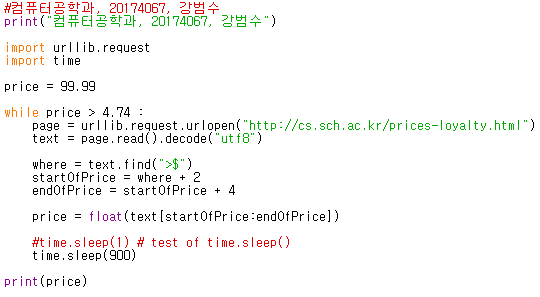 #컴퓨터공학과, 20174067, 강범수
print("컴퓨터공학과, 20174067, 강범수")
import urllib.request
import time
price = 99.99
while price > 4.74 :
page = urllib.request.urlopen("http://cs.sch.ac.kr/prices-loyalty.html")
text = page.read().decode("utf8")
where = text.find(">$")
startOfPrice = where + 2
endOfPrice = startOfPrice + 4
price = float(text[startOfPrice:endOfPrice])
#time.sleep(1) # test of time.sleep()
time.sleep(900)
print(price)